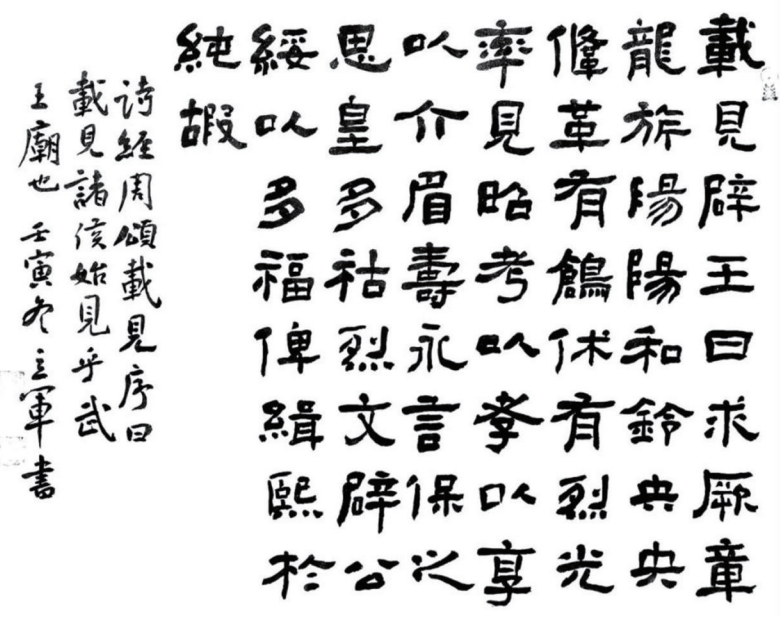 載見辟王曰求厥章
龍旂陽陽和鈴央央
鞗革有鶬休有烈光
率見昭考以孝以享
以介眉壽永言保之
思皇多祜烈文辟公
綏以多福俾緝熙於
純嘏
詩經周頌載見序曰
載見諸侯始見乎武
王廟也壬寅冬立軍書